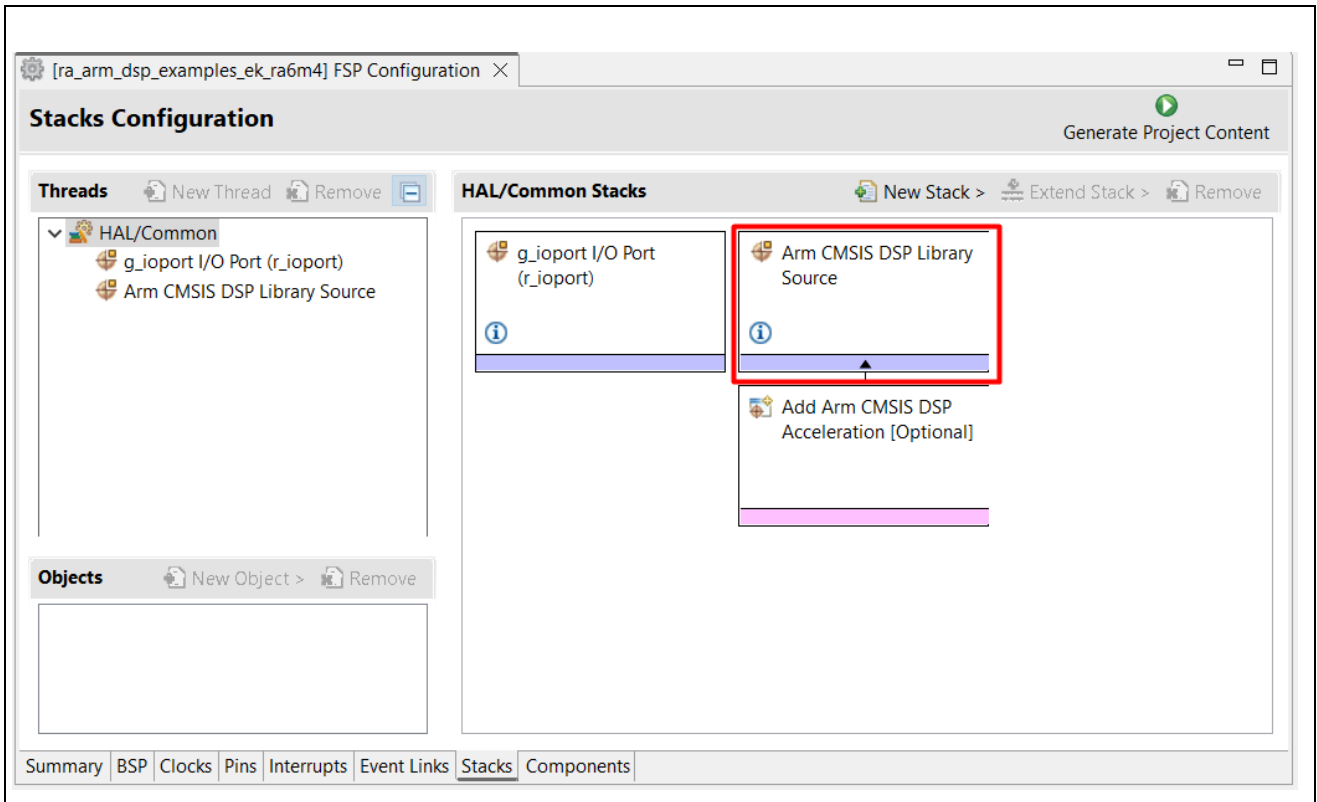 [ra_arm_dsp_examples_ek_ra6m4] FSP Configuration
Stacks Configuration
Generate Project Content
Threads
New Thread
Remove
HAL/Common
g_ioport I/O Port (r_ioport)
Arm CMSIS DSP Library Source
Objects
New Object >
Remove
HAL/Common Stacks
New Stack >
Extend Stack >
Remove
g_ioport I/O Port
(r_ioport)
Arm CMSIS DSP Library
Source
Add Arm CMSIS DSP
Acceleration [Optional]
Summary BSP Clocks Pins Interrupts Event Links Stacks Components